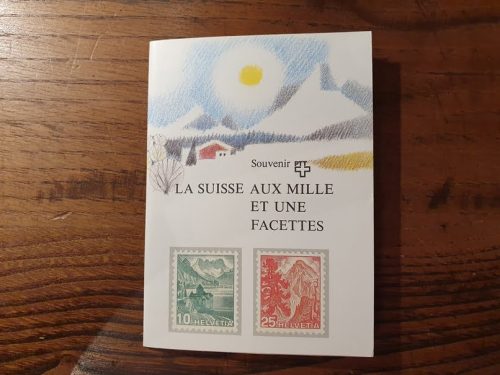 Souvenir
LA SUISSE AUX MILLE
ET UNE
FACETTES
10 HELVETIA
25 HELVETIA